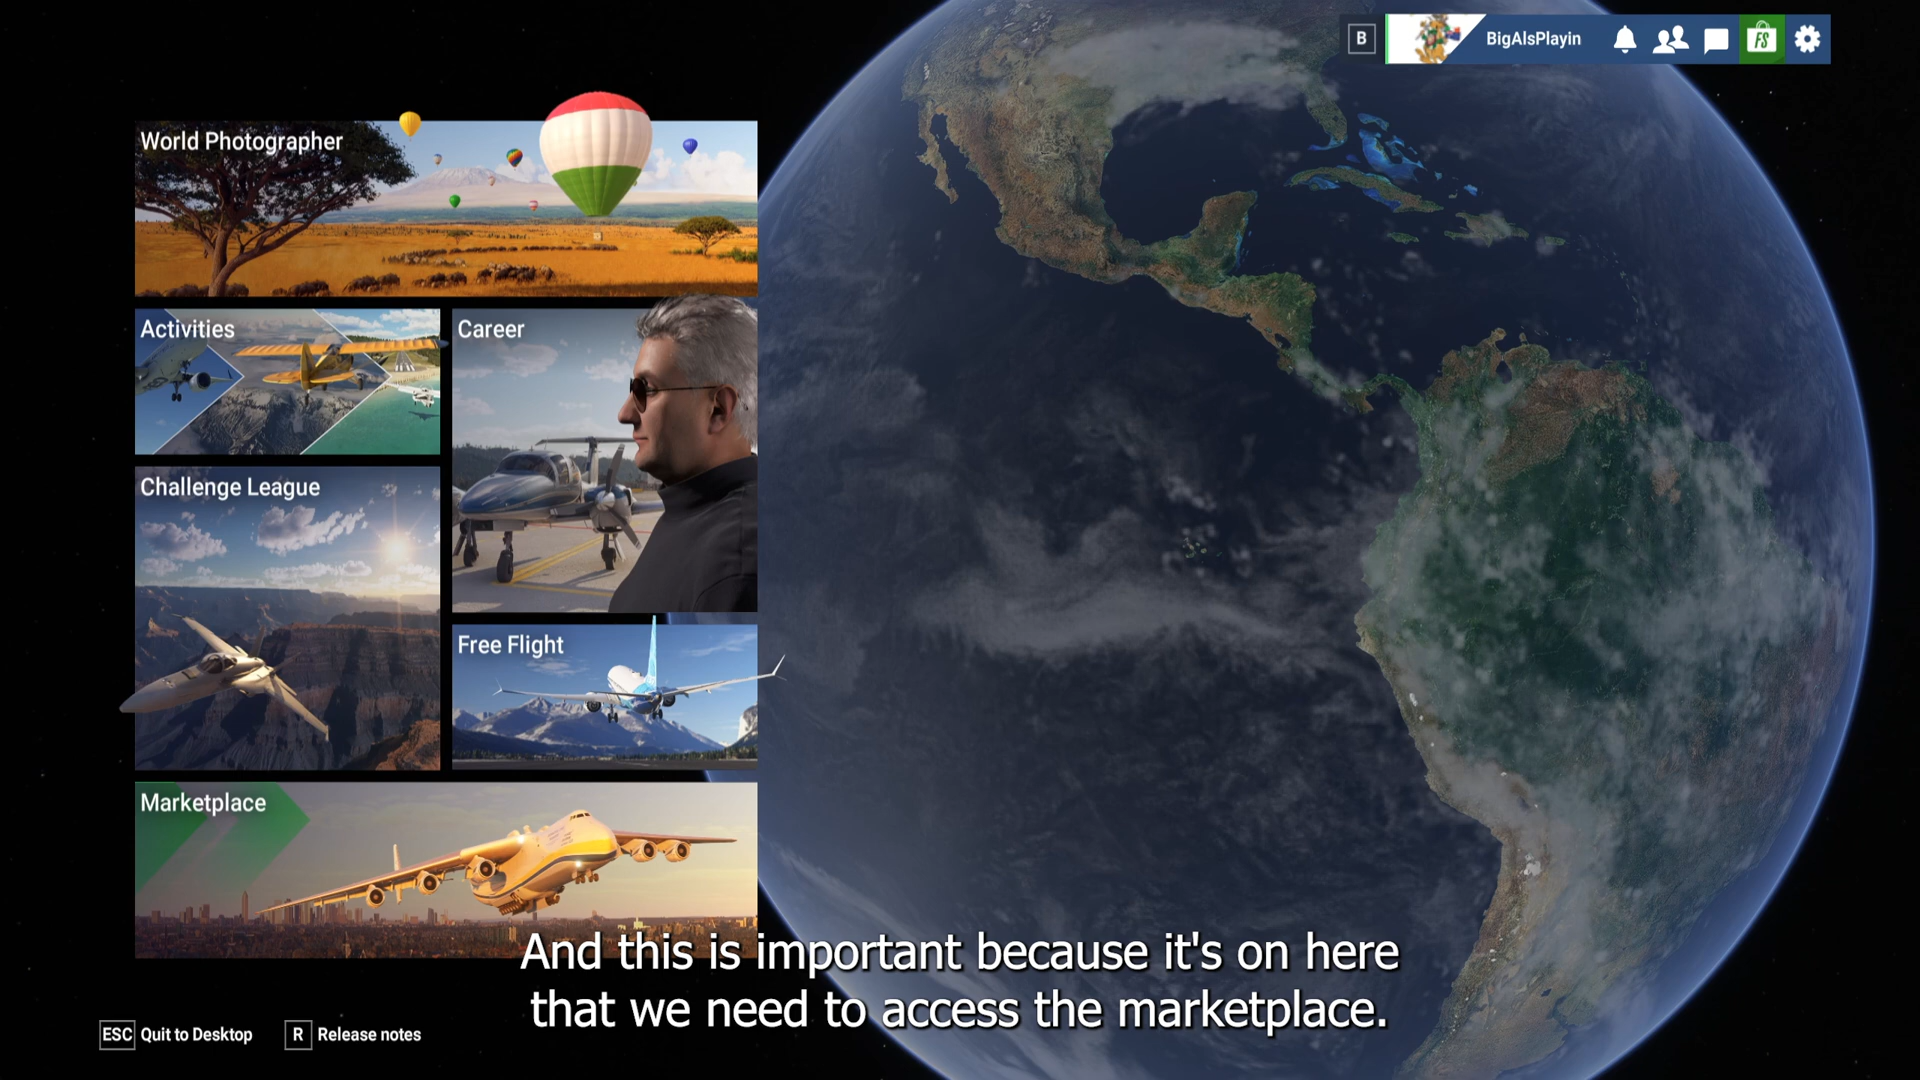 B
BigAlsPlayin
FS
World Photographer
Activities
Career
Challenge League
Free Flight
Marketplace
And this is important because it's on here
that we need to access the marketplace.
ESC Quit to Desktop
R Release notes